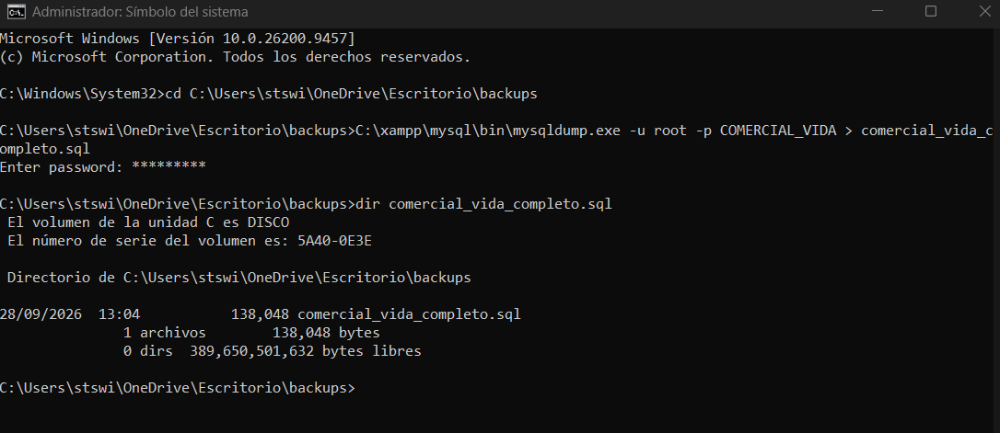 Administrador: Símbolo del sistema
Microsoft Windows [Versión 10.0.26200.9457]
(c) Microsoft Corporation. Todos los derechos reservados.
C:\Windows\System32>cd C:\Users\stswi\OneDrive\Escritorio\backups
C:\Users\stswi\OneDrive\Escritorio\backups>C:\xampp\mysql\bin\mysqldump.exe -u root -p COMERCIAL_VIDA > comercial_vida_c
ompleto.sql
Enter password: *********
C:\Users\stswi\OneDrive\Escritorio\backups>dir comercial_vida_completo.sql
 El volumen de la unidad C es DISCO
 El número de serie del volumen es: 5A40-0E3E
 Directorio de C:\Users\stswi\OneDrive\Escritorio\backups
28/09/2026  13:04           138,048 comercial_vida_completo.sql
               1 archivos        138,048 bytes
               0 dirs  389,650,501,632 bytes libres
C:\Users\stswi\OneDrive\Escritorio\backups>